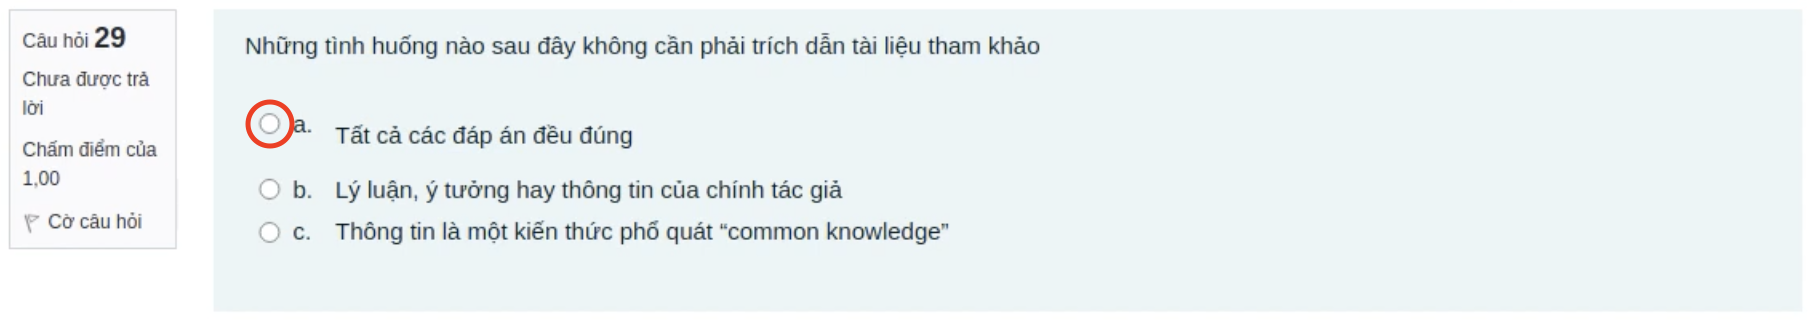 Câu hỏi 29
Chưa được trả
lời
Chấm điểm của
1,00
Cờ câu hỏi
Những tình huống nào sau đây không cần phải trích dẫn tài liệu tham khảo
a. Tất cả các đáp án đều đúng
b. Lý luận, ý tưởng hay thông tin của chính tác giả
c. Thông tin là một kiến thức phổ quát “common knowledge”